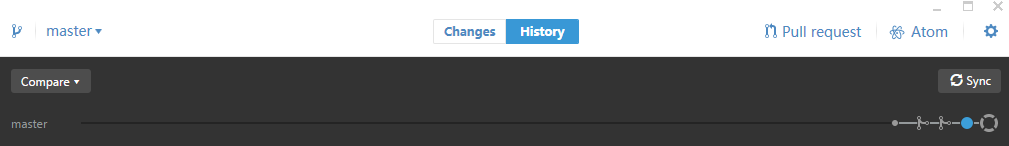 master Changes History Pull request Atom
Compare Sync
master